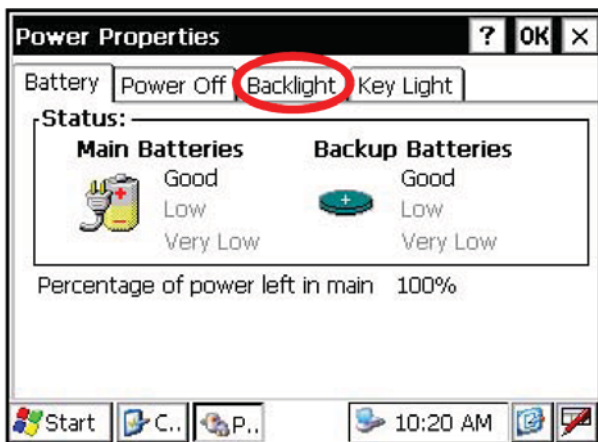 Power Properties ? OK ×
Battery Power Off Backlight Key Light
Status:
Main Batteries Backup Batteries
Good Good
Low Low
Very Low Very Low
Percentage of power left in main 100%
Start C.. P.. 10:20 AM